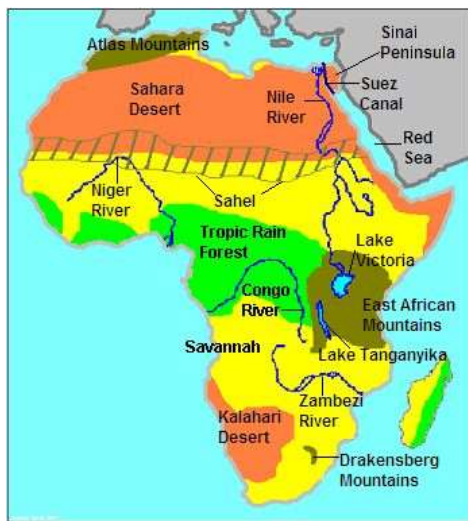 Atlas Mountains
Sinai
Peninsula
Suez
Canal
Sahara
Desert
Nile
River
Red
Sea
Niger
River
Sahel
Tropic Rain
Forest
Lake
Victoria
Congo
River
East African
Mountains
Savannah
Lake Tanganyika
Zambezi
River
Kalahari
Desert
Drakensberg
Mountains